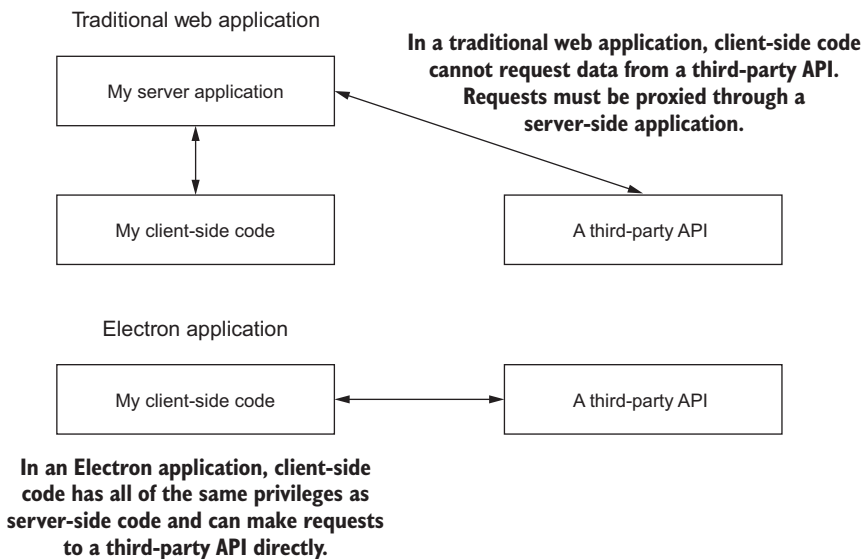 Traditional web application
In a traditional web application, client-side code
cannot request data from a third-party API.
Requests must be proxied through a
server-side application.
My server application
My client-side code
A third-party API
Electron application
My client-side code
A third-party API
In an Electron application, client-side
code has all of the same privileges as
server-side code and can make requests
to a third-party API directly.